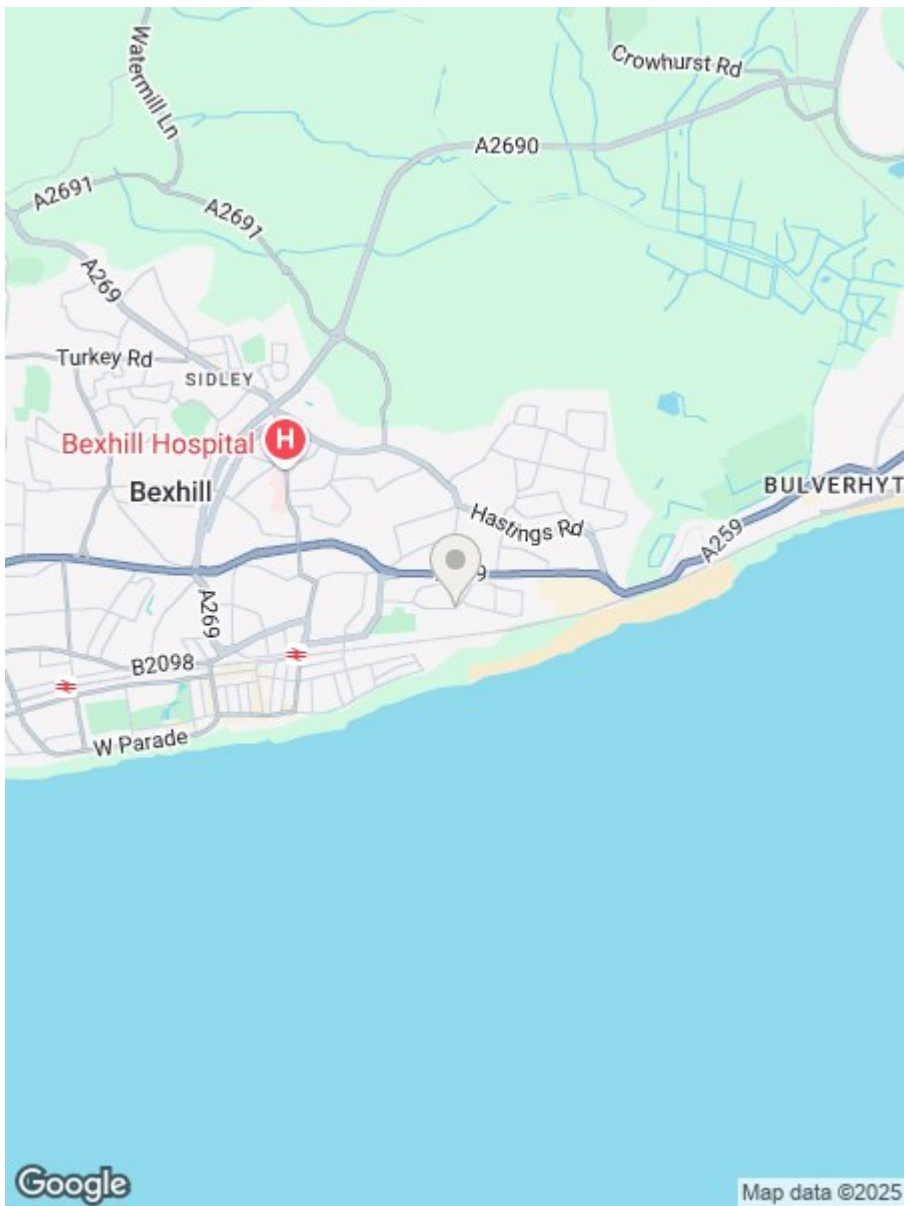 Watermill Ln
Crowhurst Rd
A2690
A2691
A2691
A269
Turkey Rd
SIDLEY
Bexhill Hospital
H
Bexhill
BULVERHYT
Hastings Rd
A259
9
A269
B2098
W Parade
Google
Map data ©2025